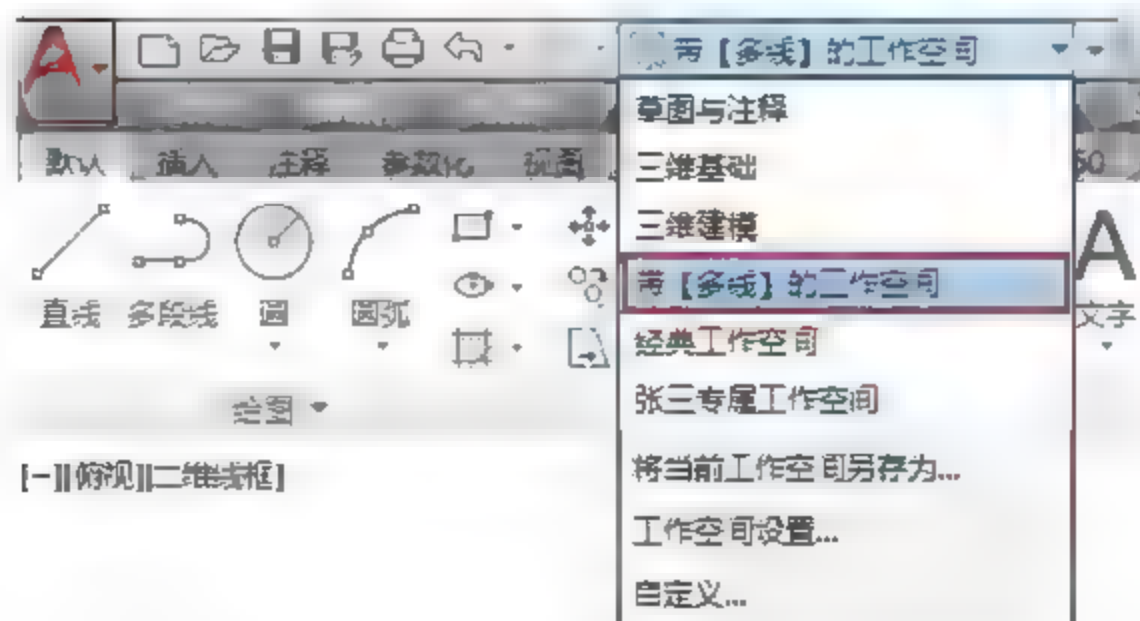 带【多线】的工作空间
草图与注释
默认 插入 注释 参数化 视图
三维基础
三维建模
带【多线】的工作空间
直线 多段线 圆 圆弧
文字
经典工作空间
张三专属工作空间
绘图
[-][俯视][二维线框]
将当前工作空间另存为...
工作空间设置...
自定义...